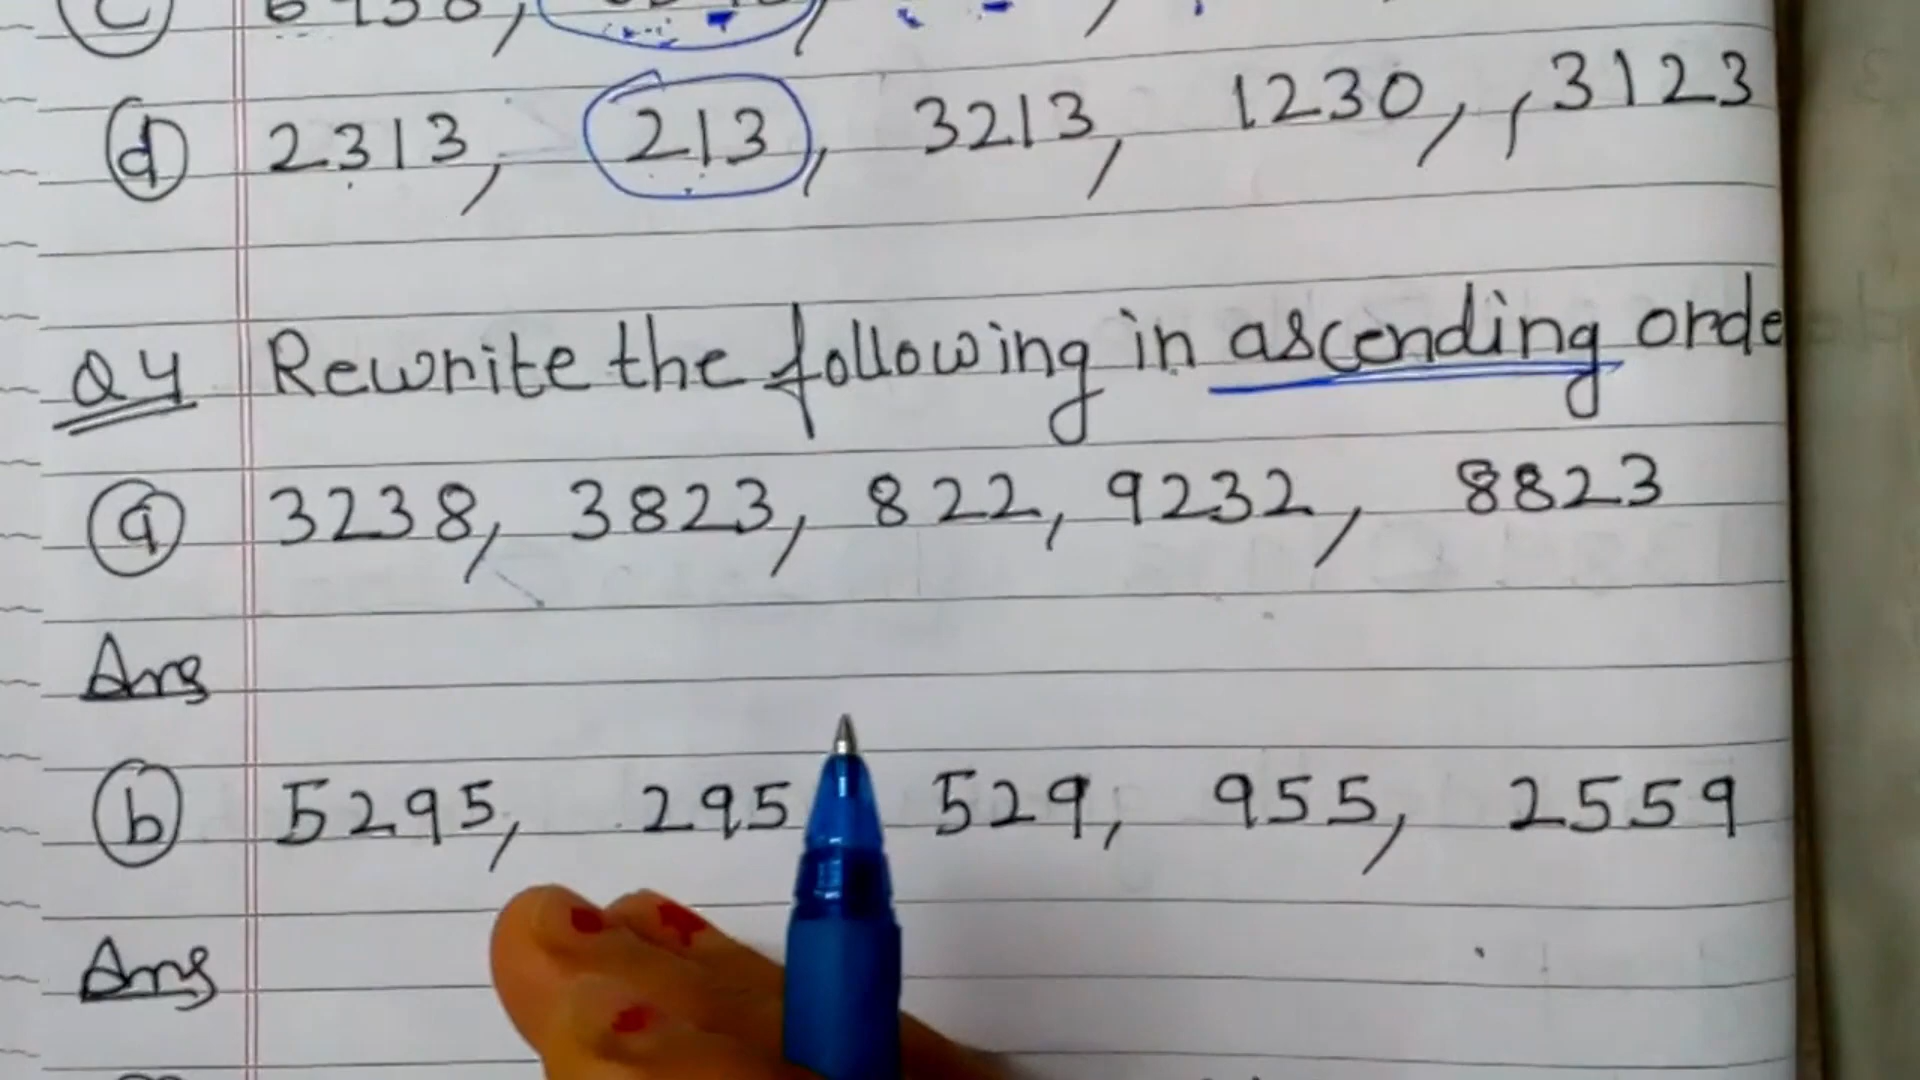 (d) 2313, 213, 3213, 1230, , 3123
Q4 Rewrite the following in ascending orde
(a) 3238, 3823, 822, 9232, 8823
Ans
(b) 5295, 295 529, 955, 2559
Ans